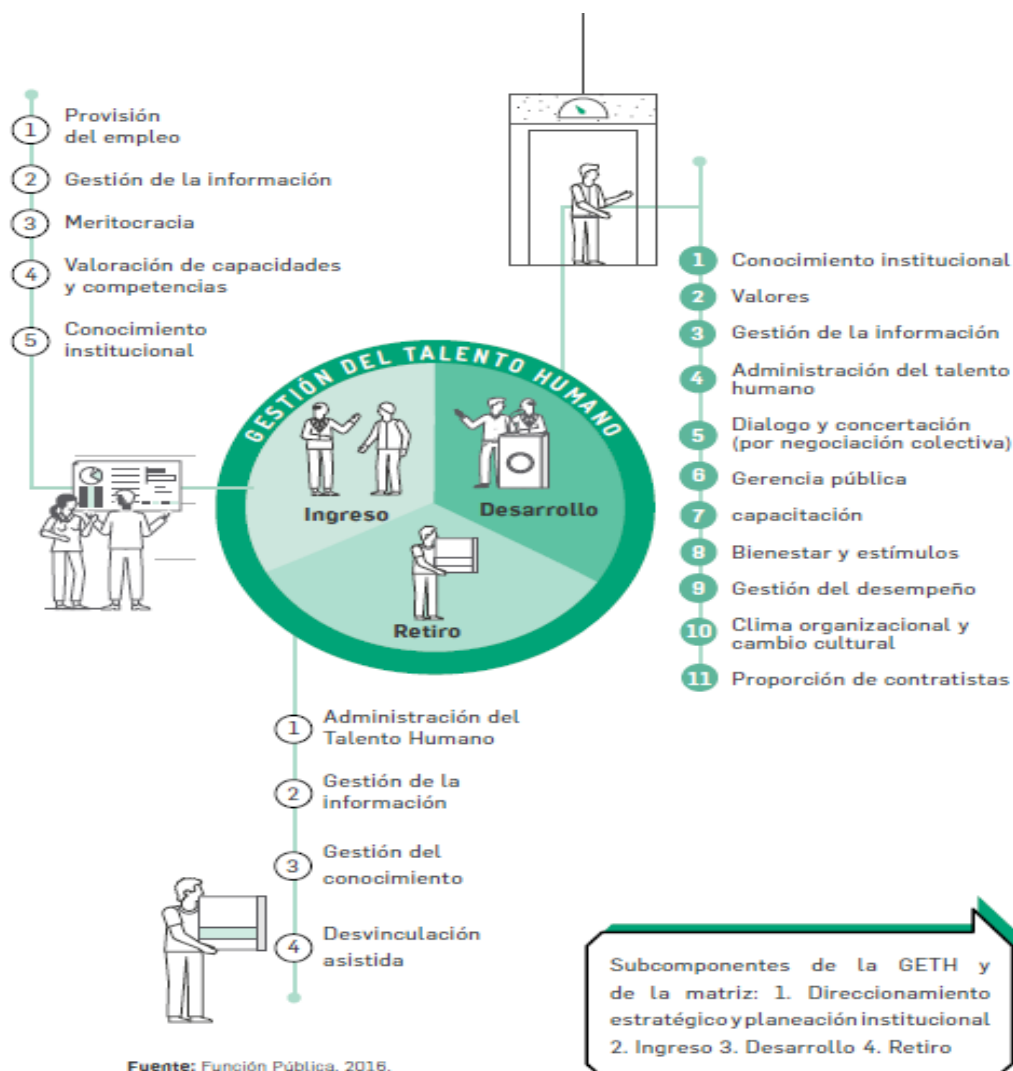 1 Provisión
del empleo
2 Gestión de la información
3 Meritocracia
4 Valoración de capacidades
y competencias
5 Conocimiento
institucional
GESTIÓN DEL TALENTO HUMANO
Ingreso
Desarrollo
Retiro
1 Conocimiento institucional
2 Valores
3 Gestión de la información
4 Administración del talento
humano
5 Dialogo y concertación
(por negociación colectiva)
6 Gerencia pública
7 capacitación
8 Bienestar y estímulos
9 Gestión del desempeño
10 Clima organizacional y
cambio cultural
11 Proporción de contratistas
1 Administración del
Talento Humano
2 Gestión de la
información
3 Gestión del
conocimiento
4 Desvinculación
asistida
Subcomponentes de la GETH y
de la matriz: 1. Direccionamiento
estratégico y planeación institucional
2. Ingreso 3. Desarrollo 4. Retiro
Fuente: Función Pública, 2016.